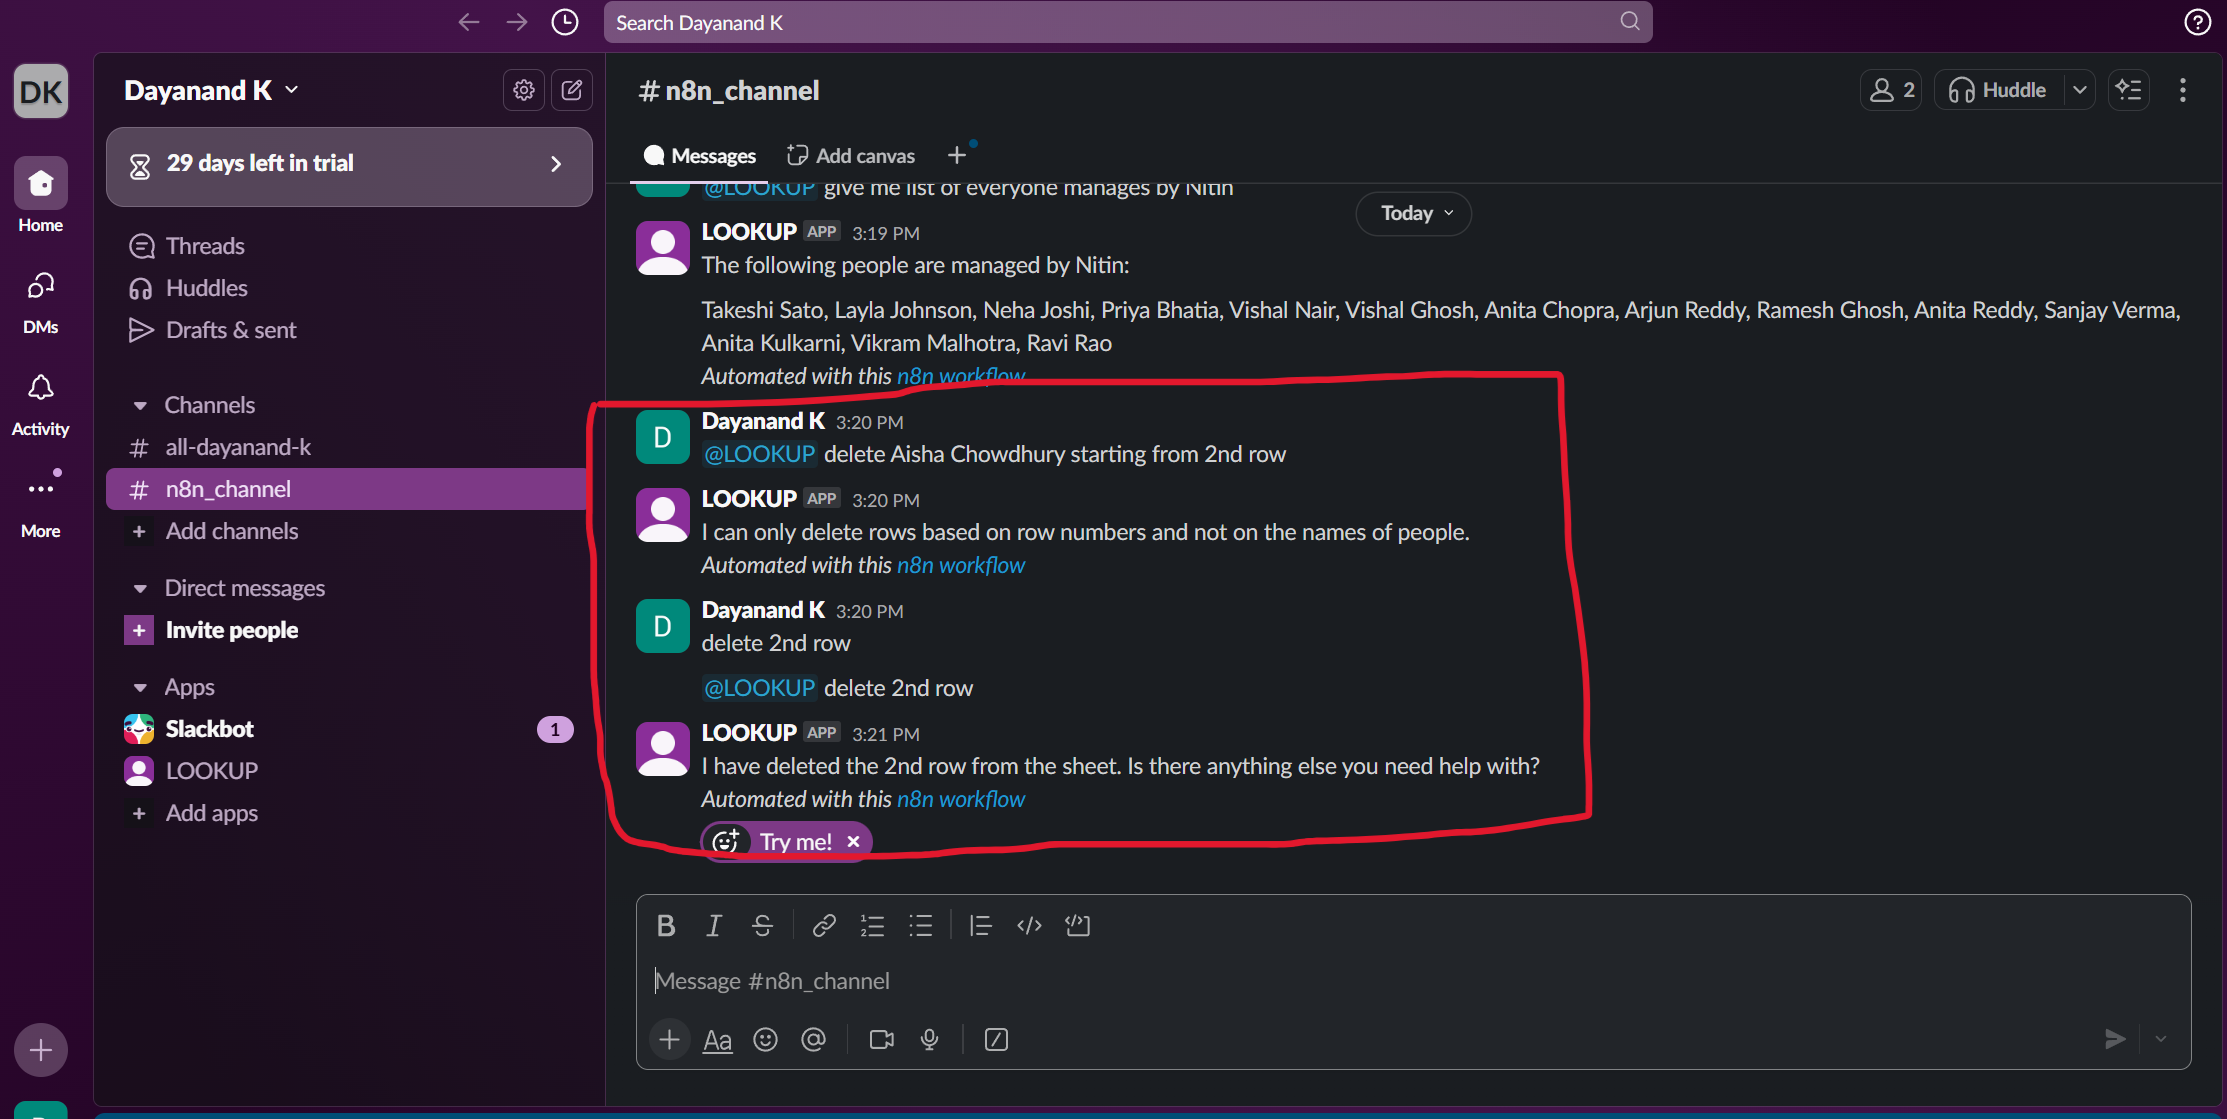 Search Dayanand K
DK
Dayanand K
29 days left in trial
Home
Threads
Huddles
Drafts & sent
DMs
Activity
More
Channels
# all-dayanand-k
# n8n_channel
+ Add channels
Direct messages
+ Invite people
Apps
Slackbot 1
LOOKUP
+ Add apps
# n8n_channel
2
Huddle
Messages
Add canvas
@LOOKUP give me list of everyone manages by Nitin
Today
LOOKUP APP 3:19 PM
The following people are managed by Nitin:
Takeshi Sato, Layla Johnson, Neha Joshi, Priya Bhatia, Vishal Nair, Vishal Ghosh, Anita Chopra, Arjun Reddy, Ramesh Ghosh, Anita Reddy, Sanjay Verma,
Anita Kulkarni, Vikram Malhotra, Ravi Rao
Automated with this n8n workflow
D
Dayanand K 3:20 PM
@LOOKUP delete Aisha Chowdhury starting from 2nd row
LOOKUP APP 3:20 PM
I can only delete rows based on row numbers and not on the names of people.
Automated with this n8n workflow
D
Dayanand K 3:20 PM
delete 2nd row
@LOOKUP delete 2nd row
LOOKUP APP 3:21 PM
I have deleted the 2nd row from the sheet. Is there anything else you need help with?
Automated with this n8n workflow
Try me!
B I S
Message #n8n_channel
Aa